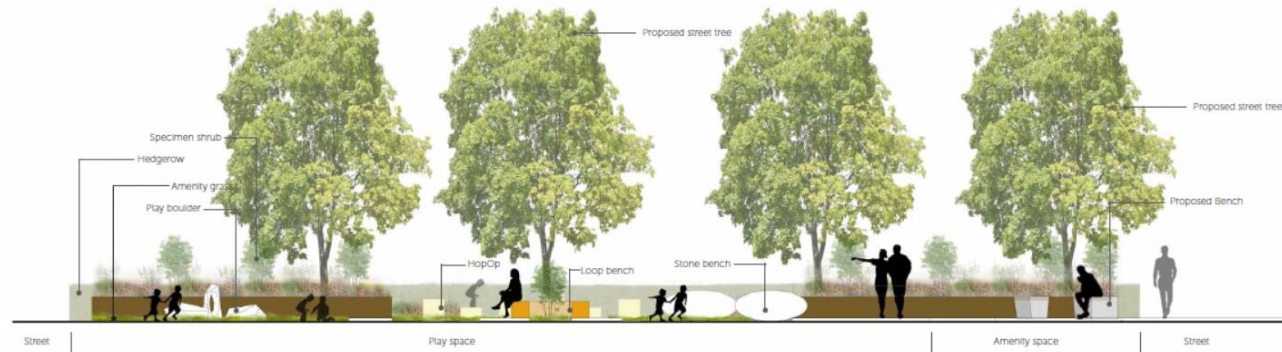 Proposed street tree
Proposed street tree
Specimen shrub
Hedgerow
Amenity grass
Play boulder
Proposed Bench
HopOp
Loop bench
Stone bench
Street
Play space
Amenity space
Street